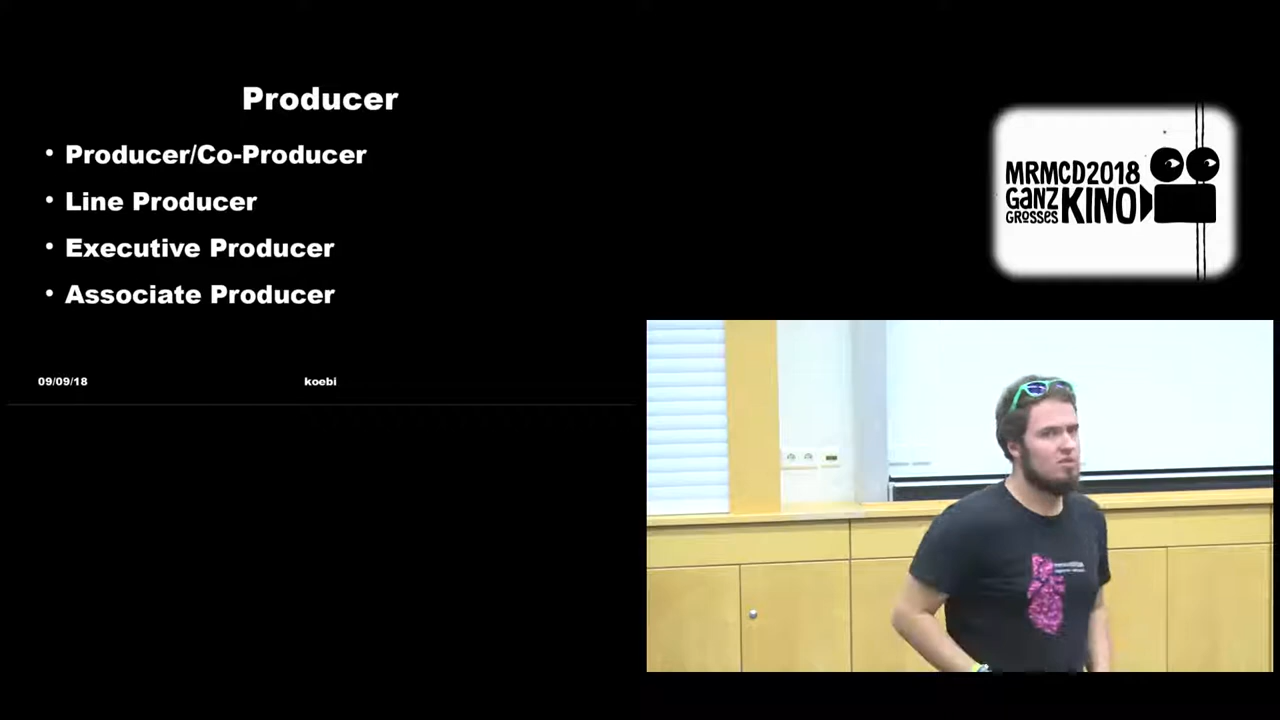 Producer
• Producer/Co-Producer
• Line Producer
• Executive Producer
• Associate Producer
09/09/18
koebi
MRMCD2018
GANZ
GROSSES
KINO